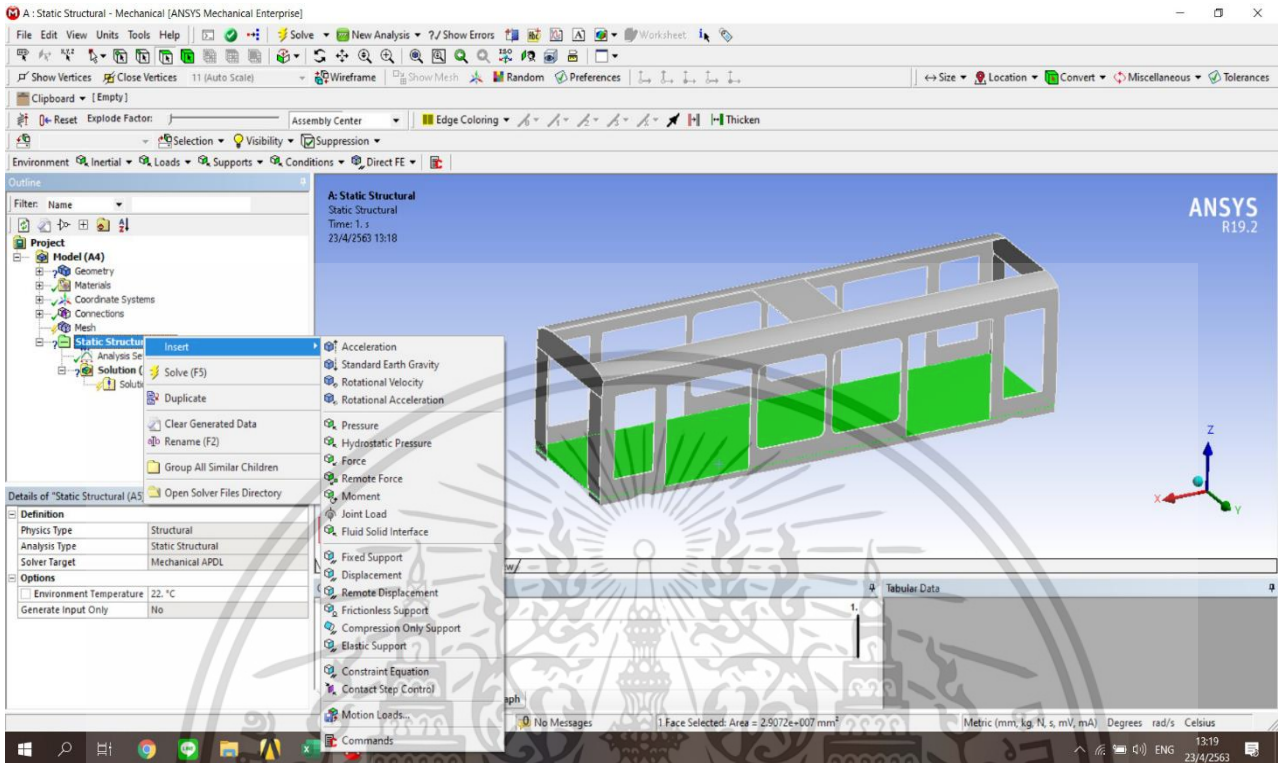 A : Static Structural - Mechanical [ANSYS Mechanical Enterprise]
File Edit View Units Tools Help Solve New Analysis ?/ Show Errors Worksheet
Show Vertices Close Vertices 11 (Auto Scale) Wireframe Show Mesh Random Preferences Size Location Convert Miscellaneous Tolerances
Clipboard [Empty]
Reset Explode Factor: Assembly Center Edge Coloring Thicken
Selection Visibility Suppression
Environment Inertial Loads Supports Conditions Direct FE
Outline
Filter: Name
Project
Model (A4)
Geometry
Materials
Coordinate Systems
Connections
Mesh
Static Structur
Analysis Se
Solution (
Soluti
Insert
Solve (F5)
Duplicate
Clear Generated Data
Rename (F2)
Group All Similar Children
Open Solver Files Directory
Acceleration
Standard Earth Gravity
Rotational Velocity
Rotational Acceleration
Pressure
Hydrostatic Pressure
Force
Remote Force
Moment
Joint Load
Fluid Solid Interface
Fixed Support
Displacement
Remote Displacement
Frictionless Support
Compression Only Support
Elastic Support
Constraint Equation
Contact Step Control
Motion Loads...
Commands
A: Static Structural
Static Structural
Time: 1. s
23/4/2563 13:18
ANSYS
R19.2
Z
X
Y
Details of "Static Structural (A5
Definition
Physics Type Structural
Analysis Type Static Structural
Solver Target Mechanical APDL
Options
Environment Temperature 22. °C
Generate Input Only No
w/
1.
aph
Tabular Data
No Messages 1 Face Selected: Area = 2.9072e+007 mm² Metric (mm, kg, N, s, mV, mA) Degrees rad/s Celsius
ENG 13:19
23/4/2563